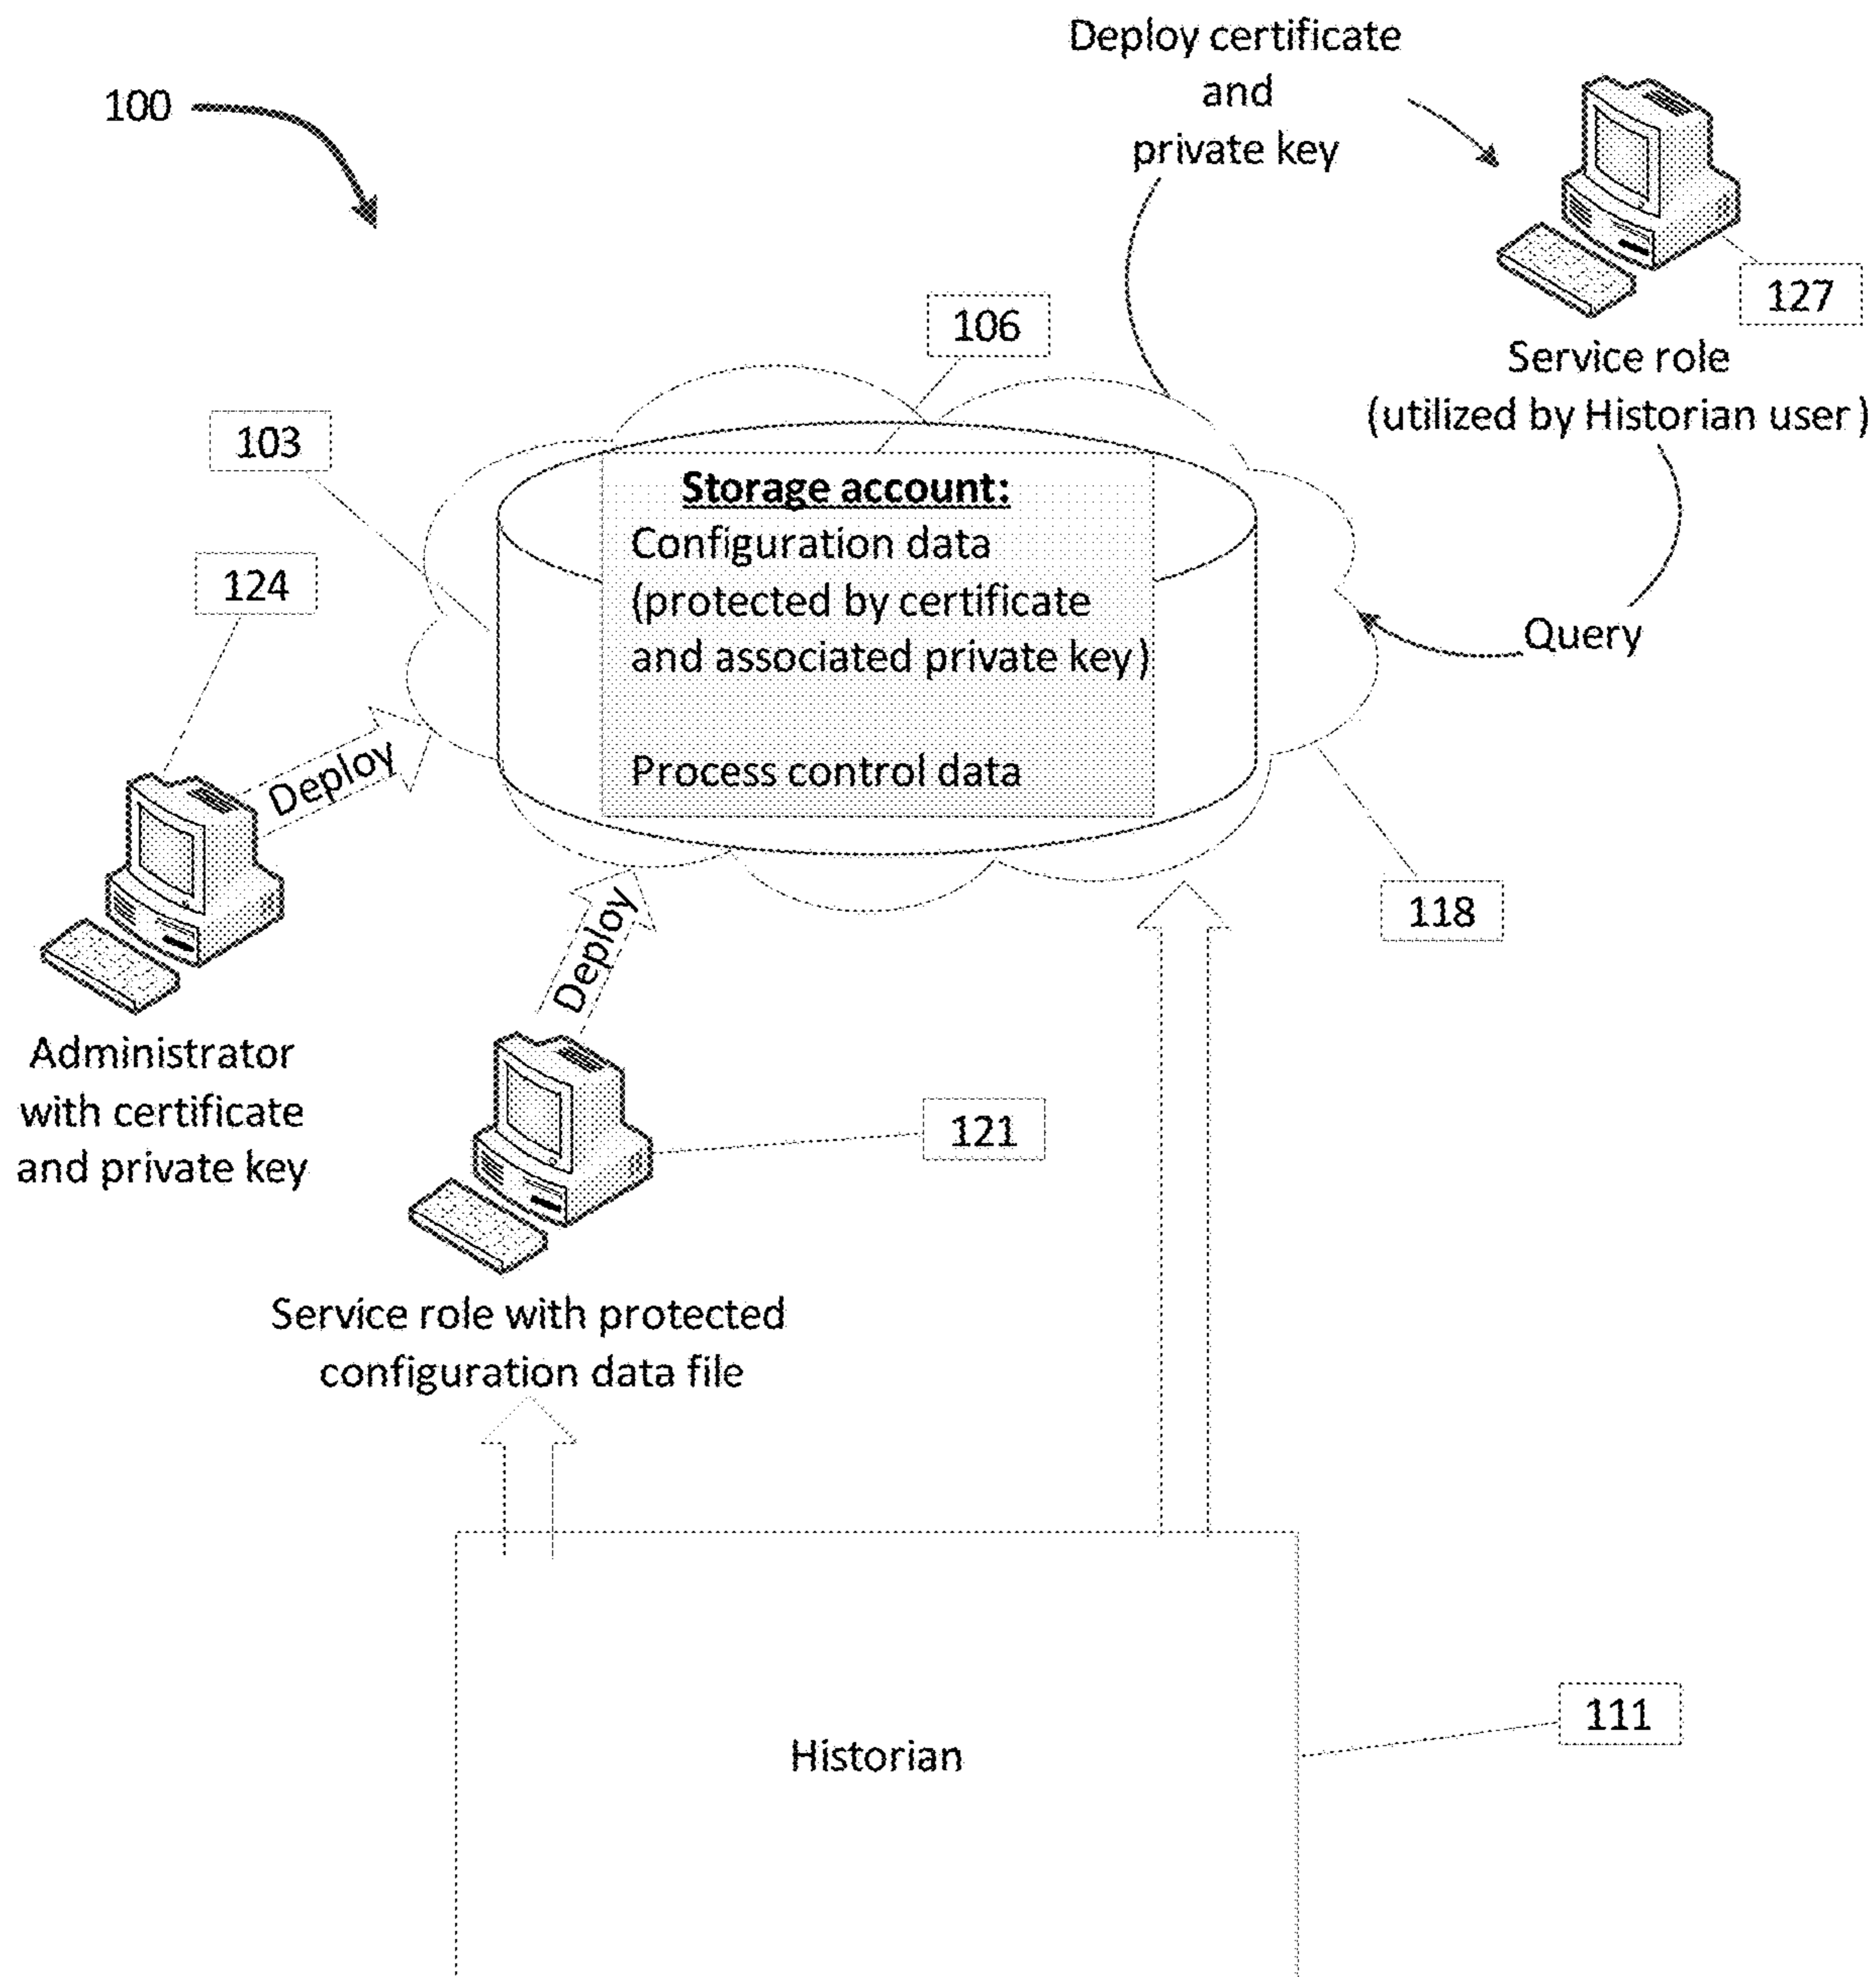 Deploy certificate
and
private key
100
127
106
Service role
(utilized by Historian user)
103
Storage account:
Configuration data
(protected by certificate
and associated private key)
Process control data
124
Query
Deploy
118
Deploy
Administrator
with certificate
and private key
121
Service role with protected
configuration data file
111
Historian